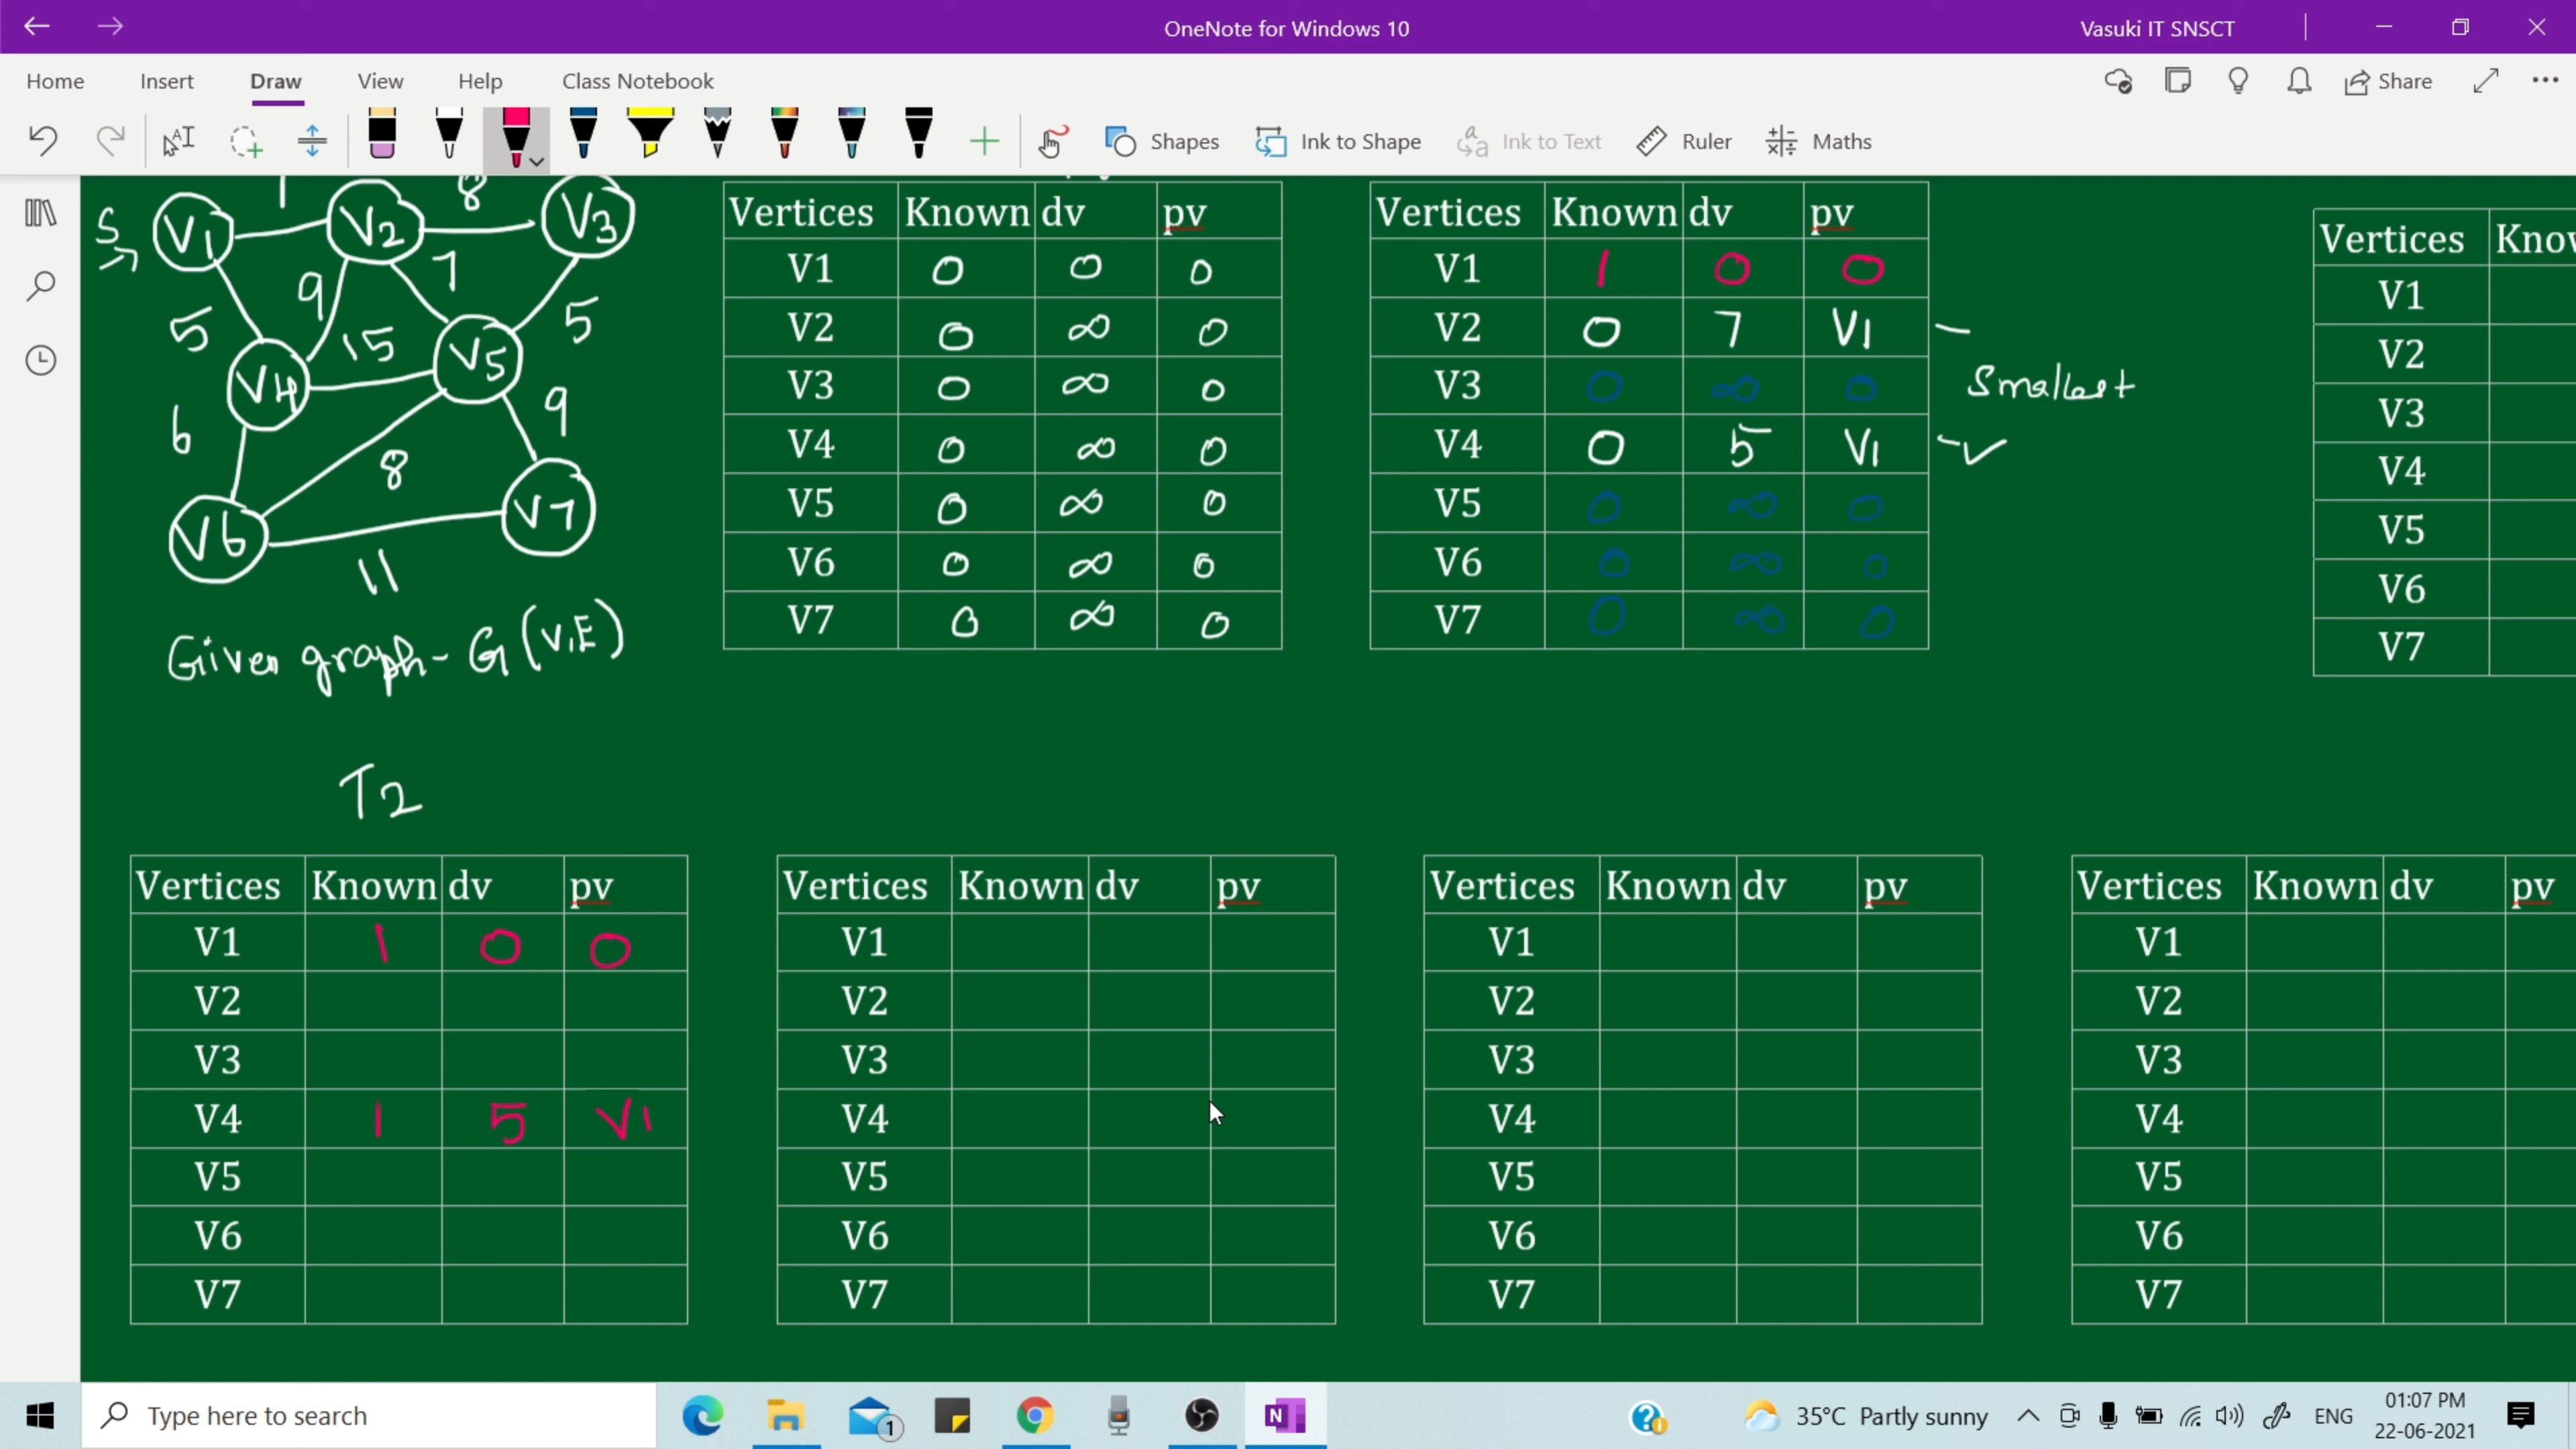 OneNote for Windows 10
Vasuki IT SNSCT
Home Insert Draw View Help Class Notebook
Share
Shapes Ink to Shape Ink to Text Ruler Maths
S V1 V2 8 V3
9 7
5 15 V5 5
V4
6 8 9
V6 V7
11
Given graph - G(V,E)
Vertices Known dv pv
V1 0 0 0
V2 0 ∞ 0
V3 0 ∞ 0
V4 0 ∞ 0
V5 0 ∞ 0
V6 0 ∞ 0
V7 0 ∞ 0
Vertices Known dv pv
V1 1 0 0
V2 0 7 V1
V3 0 ∞ 0
V4 0 5 V1
V5 0 ∞ 0
V6 0 ∞ 0
V7 0 ∞ 0
Smallest
Vertices
V1
V2
V3
V4
V5
V6
V7
T2
Vertices Known dv pv
V1 1 0 0
V2
V3
V4 1 5 V1
V5
V6
V7
Vertices Known dv pv
V1
V2
V3
V4
V5
V6
V7
Vertices Known dv pv
V1
V2
V3
V4
V5
V6
V7
Vertices Known dv pv
V1
V2
V3
V4
V5
V6
V7
Type here to search
1
35°C Partly sunny
ENG
01:07 PM
22-06-2021